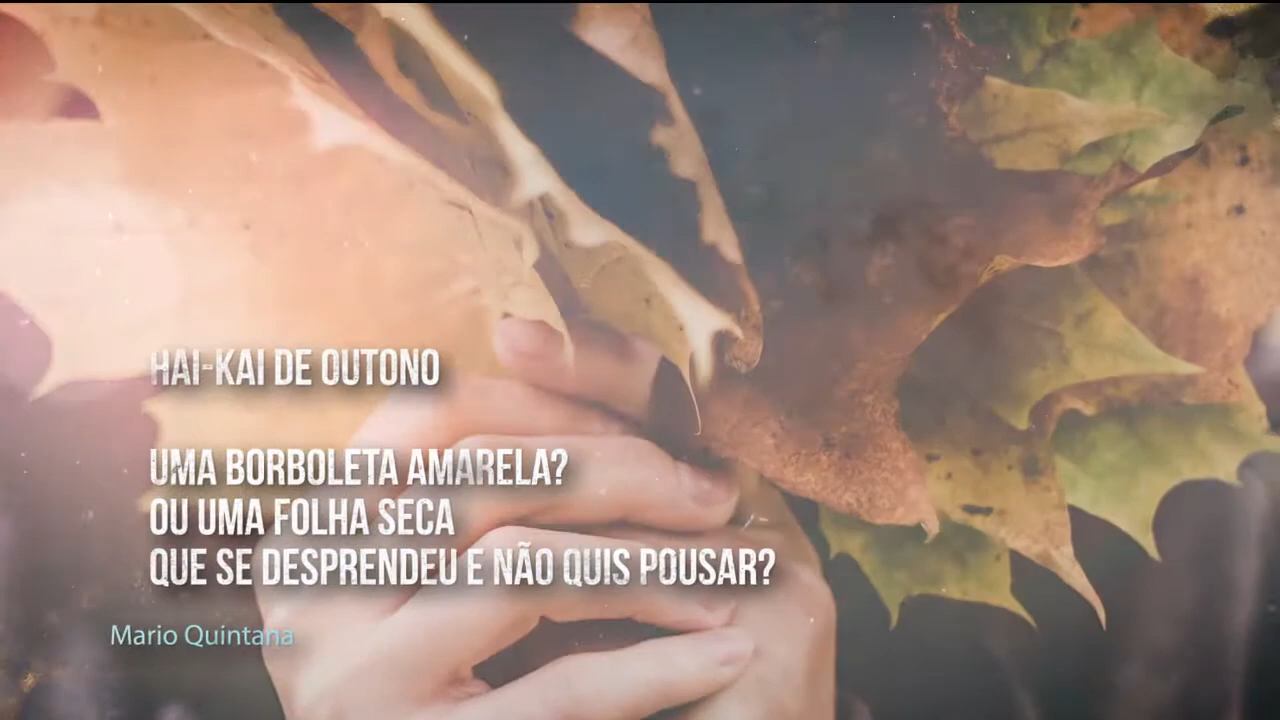 HAI-KAI DE OUTONO
UMA BORBOLETA AMARELA?
OU UMA FOLHA SECA
QUE SE DESPRENDEU E NÃO QUIS POUSAR?
Mario Quintana